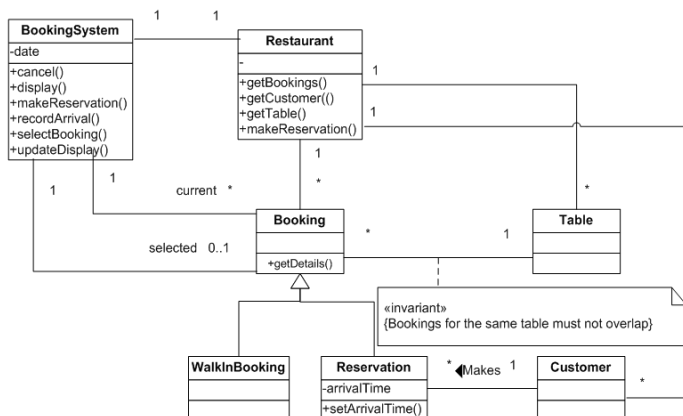 BookingSystem
-date
+cancel()
+display()
+makeReservation()
+recordArrival()
+selectBooking()
+updateDisplay()
1
1
Restaurant
-
+getBookings()
+getCustomer(()
+getTable()
+makeReservation()
1
1
1
*
1
1
current *
selected 0..1
Booking
+getDetails()
*
1
*
Table
«invariant»
{Bookings for the same table must not overlap}
WalkInBooking
Reservation
-arrivalTime
+setArrivalTime()
* Makes 1
Customer
*